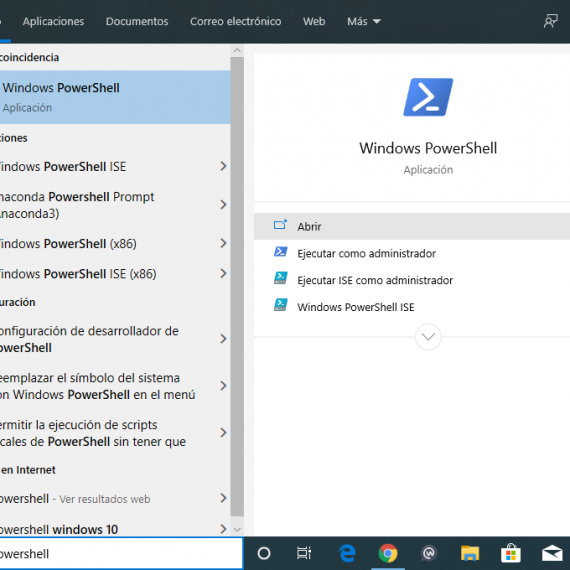 Aplicaciones Documentos Correo electrónico Web Más
coincidencia
Windows PowerShell
Aplicación
ciones
indows PowerShell ISE
naconda Powershell Prompt
naconda3)
indows PowerShell (x86)
indows PowerShell ISE (x86)
uración
onfiguración de desarrollador de
owerShell
eemplazar el símbolo del sistema
on Windows PowerShell en el menú
ermitir la ejecución de scripts
cales de PowerShell sin tener que
en Internet
owershell - Ver resultados web
owershell windows 10
owershell
Windows PowerShell
Aplicación
Abrir
Ejecutar como administrador
Ejecutar ISE como administrador
Windows PowerShell ISE